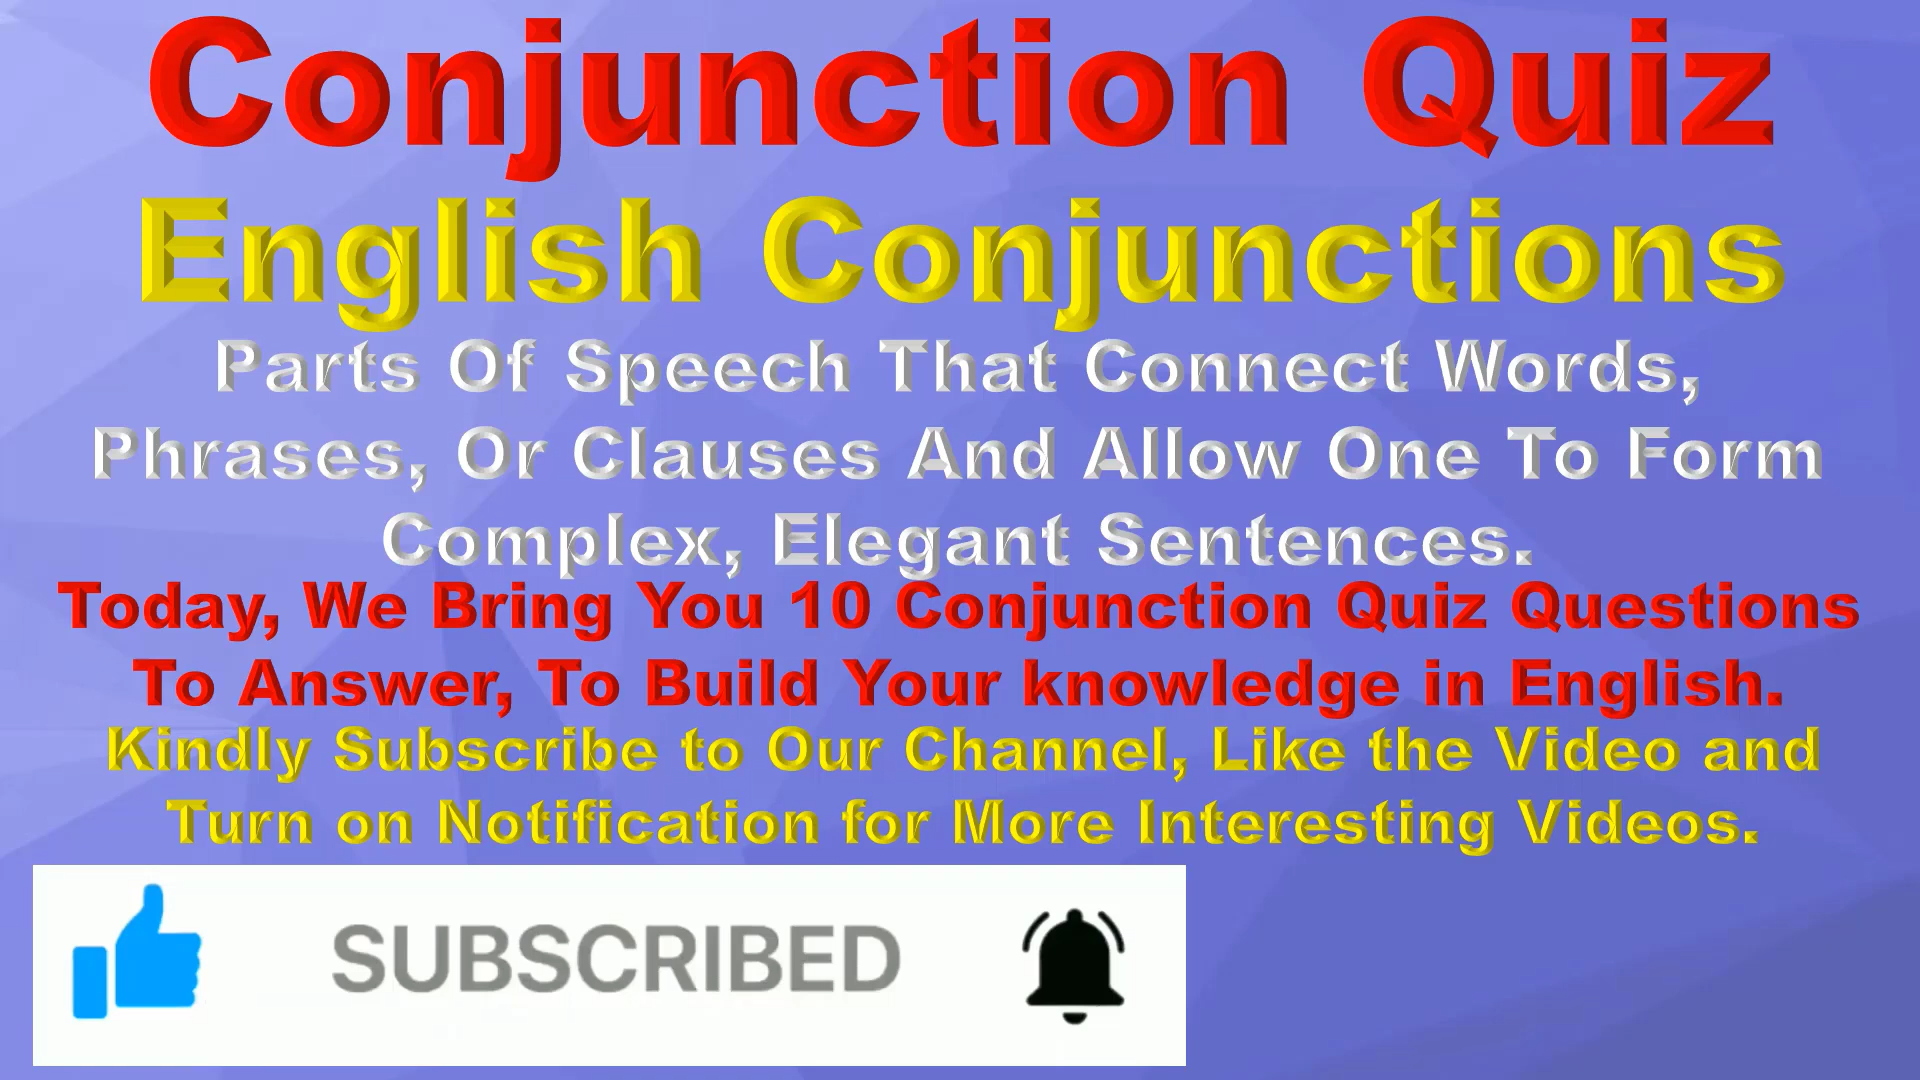 Conjunction Quiz
English Conjunctions
Parts Of Speech That Connect Words,
Phrases, Or Clauses And Allow One To Form
Complex, Elegant Sentences.
Today, We Bring You 10 Conjunction Quiz Questions
To Answer, To Build Your knowledge in English.
Kindly Subscribe to Our Channel, Like the Video and
Turn on Notification for More Interesting Videos.
SUBSCRIBED